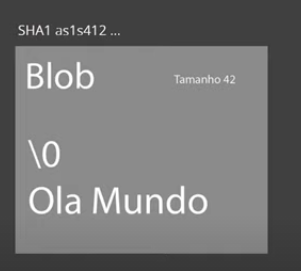 SHA1 as1s412 ...
Blob
Tamanho 42
\0
Ola Mundo